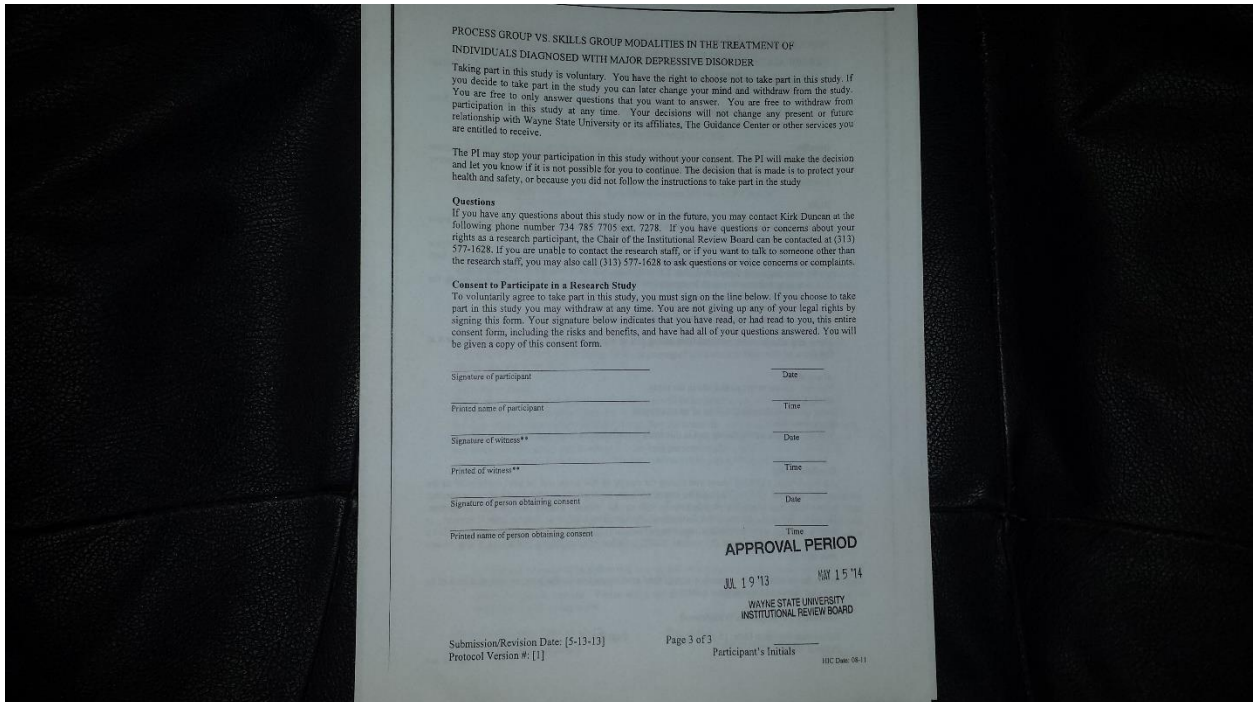 PROCESS GROUP VS. SKILLS GROUP MODALITIES IN THE TREATMENT OF
INDIVIDUALS DIAGNOSED WITH MAJOR DEPRESSIVE DISORDER
Taking part in this study is voluntary. You have the right to choose not to take part in this study. If
you decide to take part in the study you can later change your mind and withdraw from the study.
You are free to only answer questions that you want to answer. You are free to withdraw from
participation in this study at any time. Your decisions will not change any present or future
relationship with Wayne State University or its affiliates, The Guidance Center or other services you
are entitled to receive.
The PI may stop your participation in this study without your consent. The PI will make the decision
and let you know if it is not possible for you to continue. The decision that is made is to protect your
health and safety, or because you did not follow the instructions to take part in the study
Questions
If you have any questions about this study now or in the future, you may contact Kirk Duncan at the
following phone number 734 785 7705 ext. 7278. If you have questions or concerns about your
rights as a research participant, the Chair of the Institutional Review Board can be contacted at (313)
577-1628. If you are unable to contact the research staff, or if you want to talk to someone other than
the research staff, you may also call (313) 577-1628 to ask questions or voice concerns or complaints.
Consent to Participate in a Research Study
To voluntarily agree to take part in this study, you must sign on the line below. If you choose to take
part in this study you may withdraw at any time. You are not giving up any of your legal rights by
signing this form. Your signature below indicates that you have read, or had read to you, this entire
consent form, including the risks and benefits, and have had all of your questions answered. You will
be given a copy of this consent form.
Signature of participant Date
Printed name of participant Time
Signature of witness** Date
Printed of witness** Time
Signature of person obtaining consent Date
Printed name of person obtaining consent Time
APPROVAL PERIOD
JUL 19 '13 MAY 15 '14
WAYNE STATE UNIVERSITY
INSTITUTIONAL REVIEW BOARD
Submission/Revision Date: [5-13-13] Page 3 of 3
Protocol Version #: [1] Participant's Initials
HIC Date: 08-11